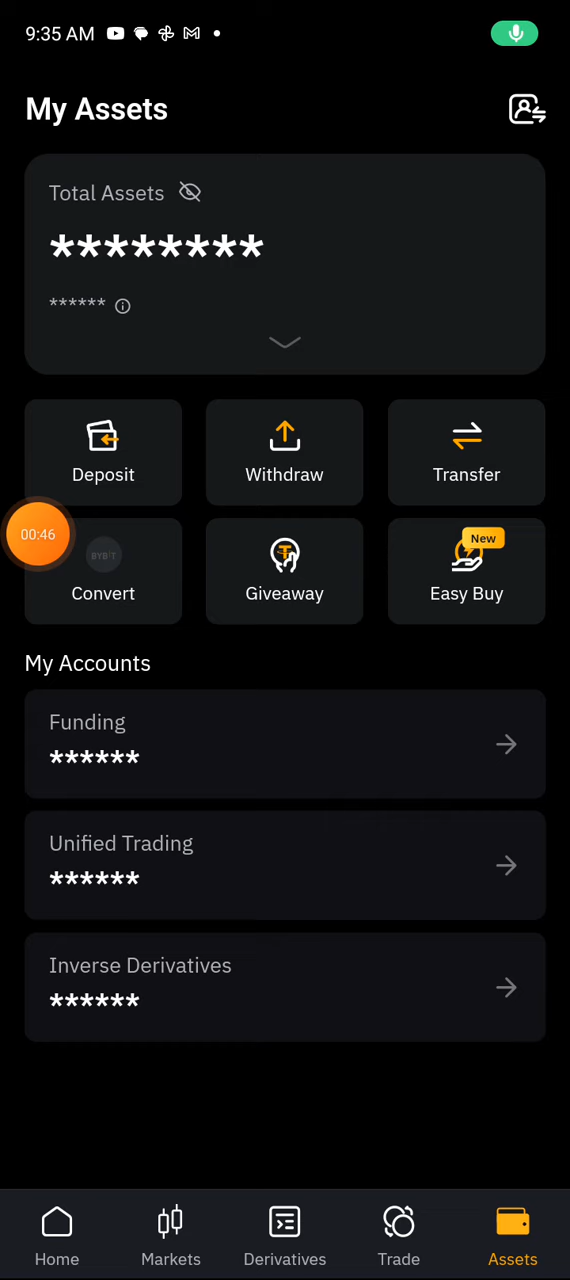 9:35 AM
My Assets
Total Assets
********
******
Deposit
Withdraw
Transfer
00:46
BYBIT
New
Convert
Giveaway
Easy Buy
My Accounts
Funding
******
Unified Trading
******
Inverse Derivatives
******
Home
Markets
Derivatives
Trade
Assets